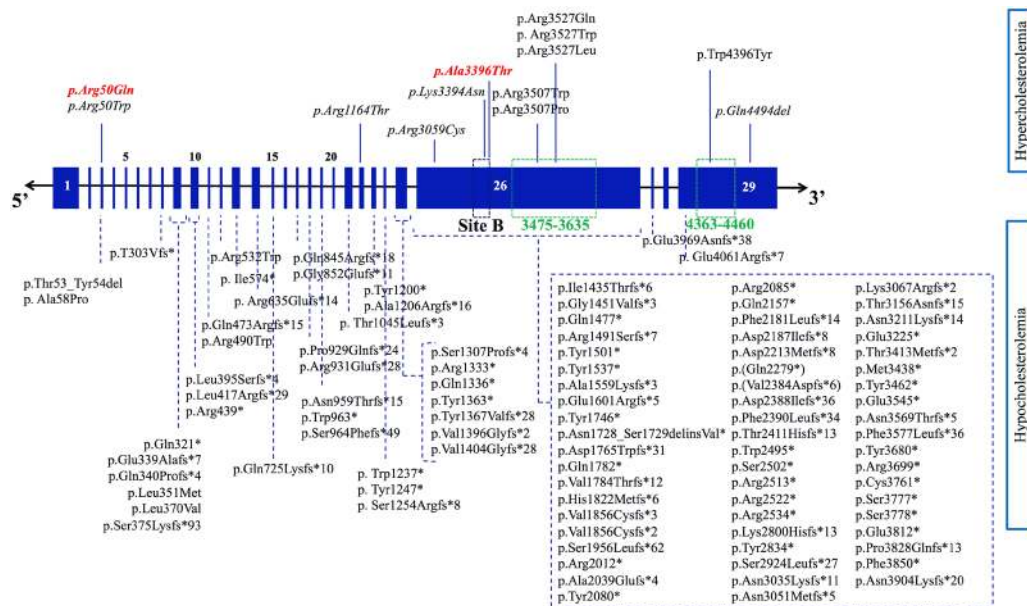 p.Arg3527Gln
p. Arg3527Trp
p.Arg3527Leu
p.Trp4396Tyr
p.Ala3396Thr
p.Arg50Gln
p.Arg50Trp
p.Lys3394Asn
p.Arg3507Trp
p.Arg3507Pro
p.Arg1164Thr
p.Arg3059Cys
p.Gln4494del
Hypercholesterolemia
5 10 15 20
1 26 29
5’ 3’
Site B 3475-3635 4363-4460
p.Glu3969Asnfs*38
p. Glu4061Argfs*7
p.T303Vfs*
p.Thr53_Tyr54del
p. Ala58Pro
p.Arg532Trp
p. Ile574*
p.Arg635Glufs*14
p.Gln845Argfs*18
p.Gly852Glufs*11
p.Tyr1200*
p.Ala1206Argfs*16
p. Thr1045Leufs*3
p.Gln473Argfs*15
p.Arg490Trp
p.Pro929Glnfs*24
p.Arg931Glufs*28
p.Leu395Serfs*4
p.Leu417Argfs*29
p.Arg439*
p.Asn959Thrfs*15
p.Trp963*
p.Ser964Phefs*49
p.Ser1307Profs*4
p.Arg1333*
p.Gln1336*
p.Tyr1363*
p.Tyr1367Valfs*28
p.Val1396Glyfs*2
p.Val1404Glyfs*28
p.Gln321*
p.Glu339Alafs*7
p.Gln340Profs*4
p.Leu351Met
p.Leu370Val
p.Ser375Lysfs*93
p.Gln725Lysfs*10
p. Trp1237*
p. Tyr1247*
p. Ser1254Argfs*8
p.Ile1435Thrfs*6
p.Gly1451Valfs*3
p.Gln1477*
p.Arg1491Serfs*7
p.Tyr1501*
p.Tyr1537*
p.Ala1559Lysfs*3
p.Glu1601Argfs*5
p.Tyr1746*
p.Asn1728_Ser1729delinsVal*
p.Asp1765Trpfs*31
p.Gln1782*
p.Val1784Thrfs*12
p.His1822Metfs*6
p.Val1856Cysfs*3
p.Val1856Cysfs*2
p.Ser1956Leufs*62
p.Arg2012*
p.Ala2039Glufs*4
p.Tyr2080*
p.Arg2085*
p.Gln2157*
p.Phe2181Leufs*14
p.Asp2187Ilefs*8
p.Asp2213Metfs*8
p.(Gln2279*)
p.(Val2384Aspfs*6)
p.Asp2388Ilefs*36
p.Phe2390Leufs*34
p.Thr2411Hisfs*13
p.Trp2495*
p.Ser2502*
p.Arg2513*
p.Arg2522*
p.Arg2534*
p.Lys2800Hisfs*13
p.Tyr2834*
p.Ser2924Leufs*27
p.Asn3035Lysfs*11
p.Asn3051Metfs*5
p.Lys3067Argfs*2
p.Thr3156Asnfs*15
p.Asn3211Lysfs*14
p.Glu3225*
p.Thr3413Metfs*2
p.Met3438*
p.Tyr3462*
p.Glu3545*
p.Asn3569Thrfs*5
p.Phe3577Leufs*36
p.Tyr3680*
p.Arg3699*
p.Cys3761*
p.Ser3777*
p.Ser3778*
p.Glu3812*
p.Pro3828Glnfs*13
p.Phe3850*
p.Asn3904Lysfs*20
Hypocholesterolemia